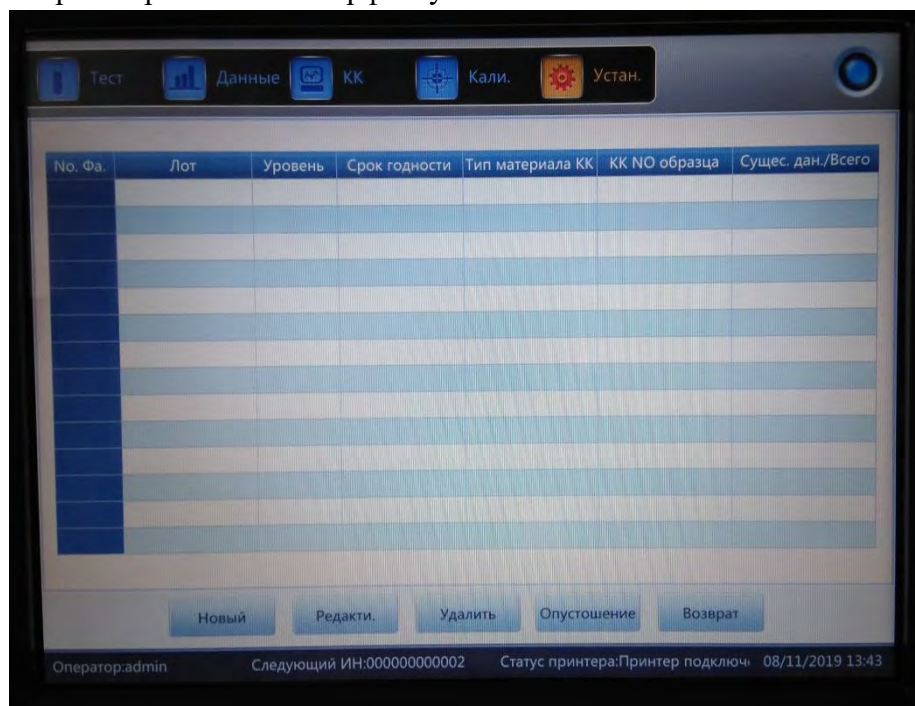 Тест Данные КК Кали. Устан.
No. Фа. Лот Уровень Срок годности Тип материала КК КК NO образца Сущес. дан./Всего
Новый Редакти. Удалить Опустошение Возврат
Оператор:admin Следующий ИН:000000000002 Статус принтера:Принтер подключ 08/11/2019 13:43